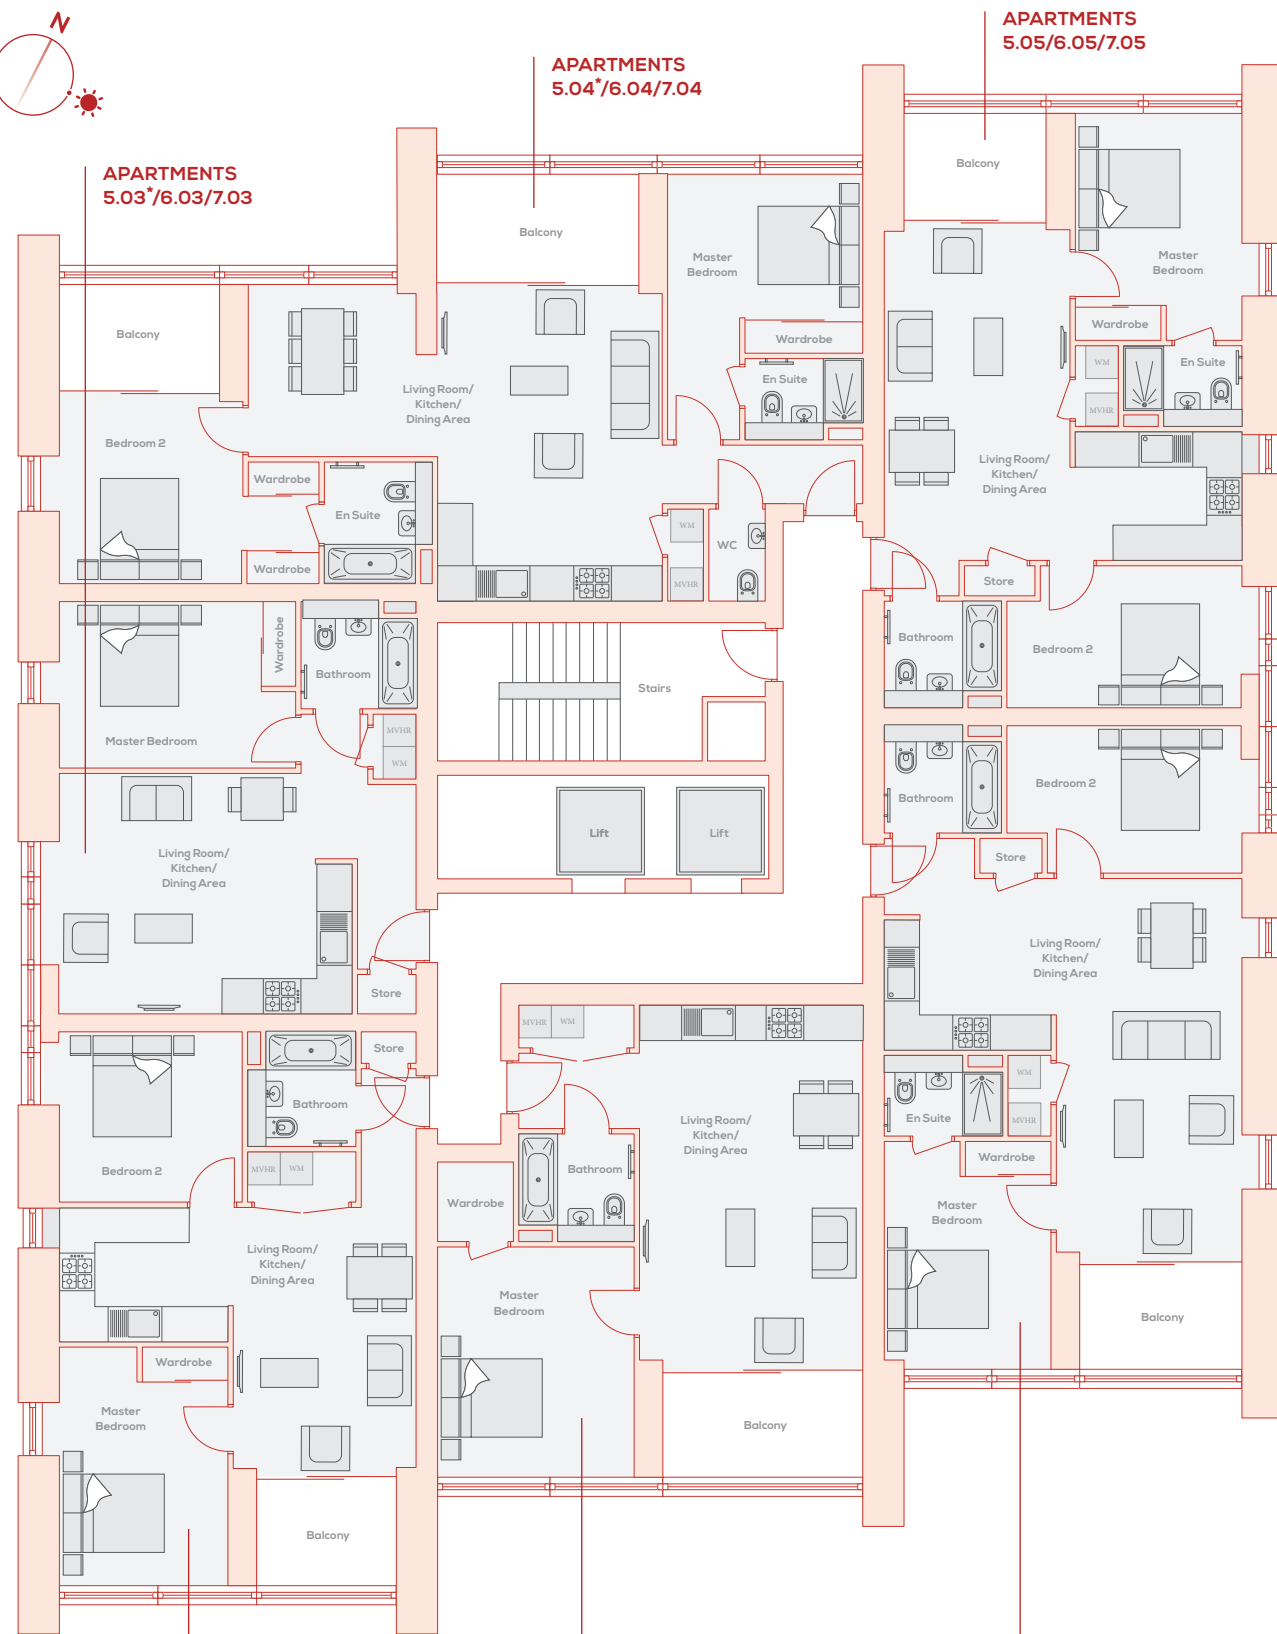 N
APARTMENTS
5.05/6.05/7.05
APARTMENTS
5.04*/6.04/7.04
APARTMENTS
5.03*/6.03/7.03
Balcony
Master
Bedroom
Wardrobe
En Suite
WM
MVHR
Living Room/
Kitchen/
Dining Area
Store
Bathroom
Bedroom 2
Balcony
Master
Bedroom
Wardrobe
En Suite
Living Room/
Kitchen/
Dining Area
WM
MVHR
WC
Balcony
Bedroom 2
Wardrobe
En Suite
Wardrobe
Wardrobe
Bathroom
Master Bedroom
MVHR
WM
Living Room/
Kitchen/
Dining Area
Store
Stairs
Lift
Lift
Bathroom
Bedroom 2
Store
Living Room/
Kitchen/
Dining Area
WM
MVHR
En Suite
Wardrobe
Master
Bedroom
Balcony
MVHR
WM
Living Room/
Kitchen/
Dining Area
Bathroom
Wardrobe
Master
Bedroom
Balcony
Store
Bathroom
Bedroom 2
MVHR
WM
Living Room/
Kitchen/
Dining Area
Wardrobe
Master
Bedroom
Balcony